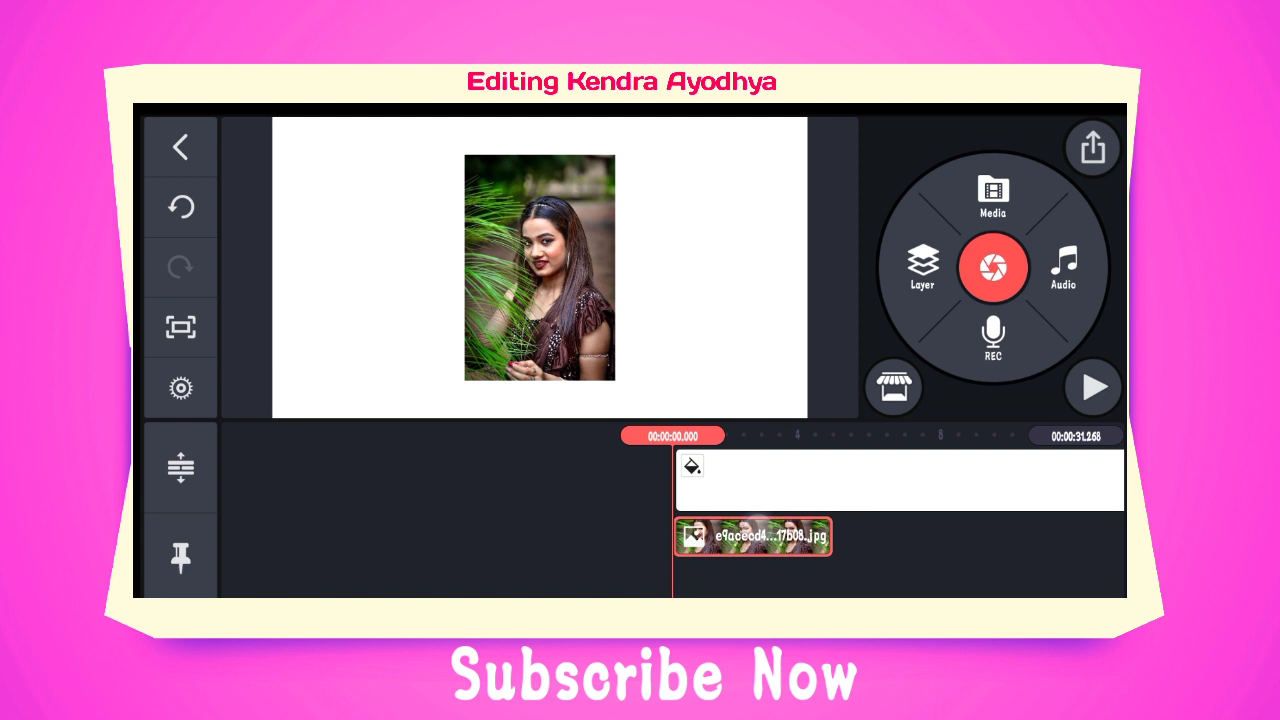 Editing Kendra Ayodhya
Media
Layer
Audio
REC
00:00:00.000
4
8
00:00:31.268
e9acecd4...17b08.jpg
Subscribe Now